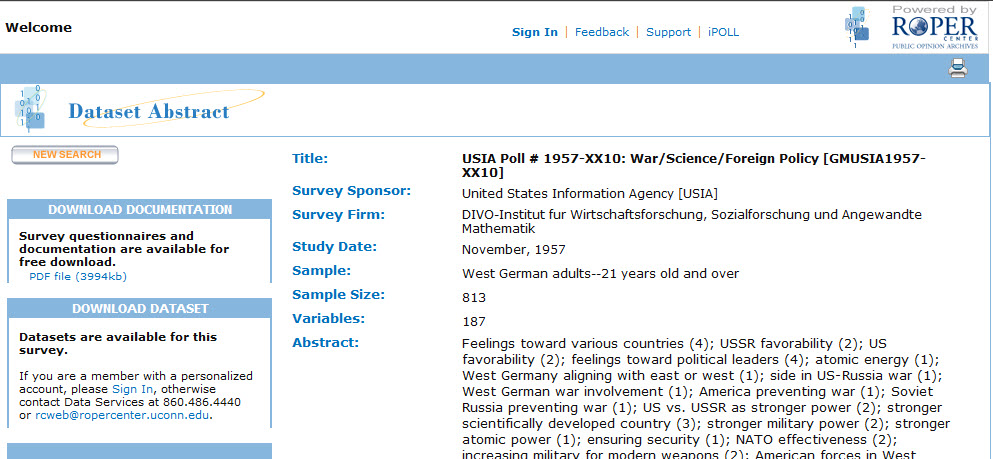 Welcome
Sign In | Feedback | Support | iPOLL
Powered by
ROPER
CENTER
PUBLIC OPINION ARCHIVES
Dataset Abstract
NEW SEARCH
DOWNLOAD DOCUMENTATION
Survey questionnaires and
documentation are available for
free download.
PDF file (3994kb)
DOWNLOAD DATASET
Datasets are available for this
survey.
If you are a member with a personalized
account, please Sign In, otherwise
contact Data Services at 860.486.4440
or rcweb@ropercenter.uconn.edu.
Title: USIA Poll # 1957-XX10: War/Science/Foreign Policy [GMUSIA1957-
XX10]
Survey Sponsor: United States Information Agency [USIA]
Survey Firm: DIVO-Institut fur Wirtschaftsforschung, Sozialforschung und Angewandte
Mathematik
Study Date: November, 1957
Sample: West German adults--21 years old and over
Sample Size: 813
Variables: 187
Abstract: Feelings toward various countries (4); USSR favorability (2); US
favorability (2); feelings toward political leaders (4); atomic energy (1);
West Germany aligning with east or west (1); side in US-Russia war (1);
West German war involvement (1); America preventing war (1); Soviet
Russia preventing war (1); US vs. USSR as stronger power (2); stronger
scientifically developed country (3); stronger military power (2); stronger
atomic power (1); ensuring security (1); NATO effectiveness (2);
increasing military for modern weapons (2); American forces in West